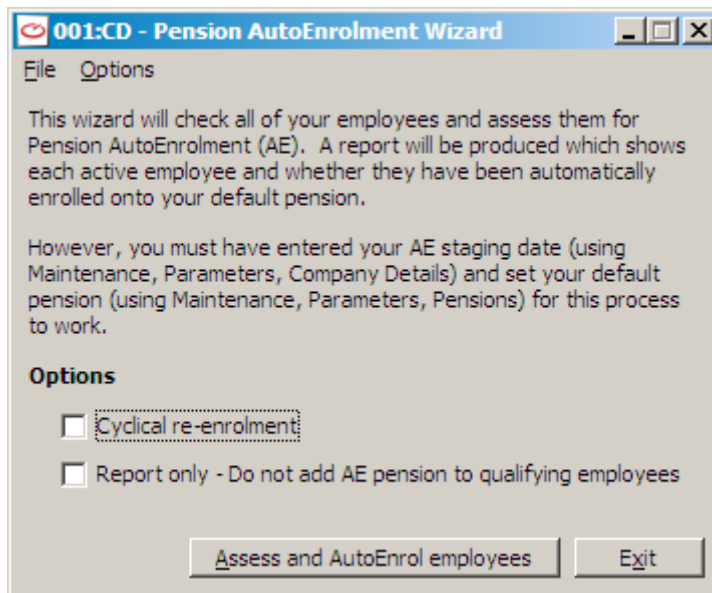 001:CD - Pension AutoEnrolment Wizard
File Options
This wizard will check all of your employees and assess them for
Pension AutoEnrolment (AE). A report will be produced which shows
each active employee and whether they have been automatically
enrolled onto your default pension.
However, you must have entered your AE staging date (using
Maintenance, Parameters, Company Details) and set your default
pension (using Maintenance, Parameters, Pensions) for this process
to work.
Options
Cyclical re-enrolment
Report only - Do not add AE pension to qualifying employees
Assess and AutoEnrol employees Exit